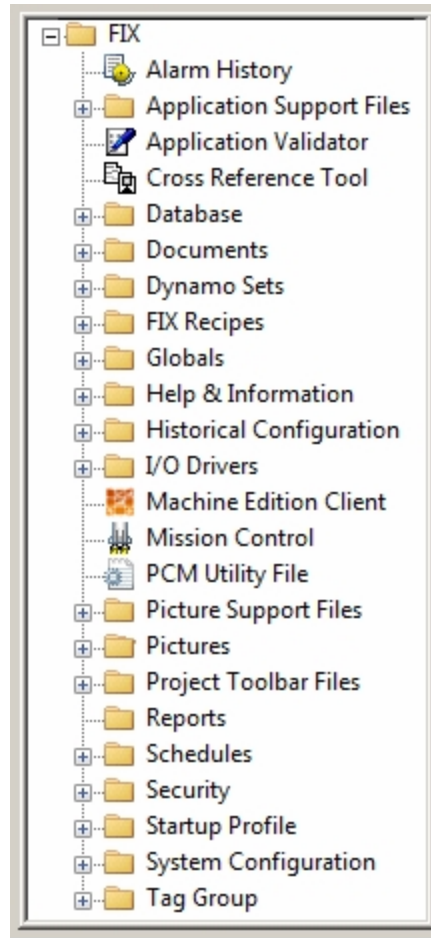 FIX
Alarm History
Application Support Files
Application Validator
Cross Reference Tool
Database
Documents
Dynamo Sets
FIX Recipes
Globals
Help & Information
Historical Configuration
I/O Drivers
Machine Edition Client
Mission Control
PCM Utility File
Picture Support Files
Pictures
Project Toolbar Files
Reports
Schedules
Security
Startup Profile
System Configuration
Tag Group